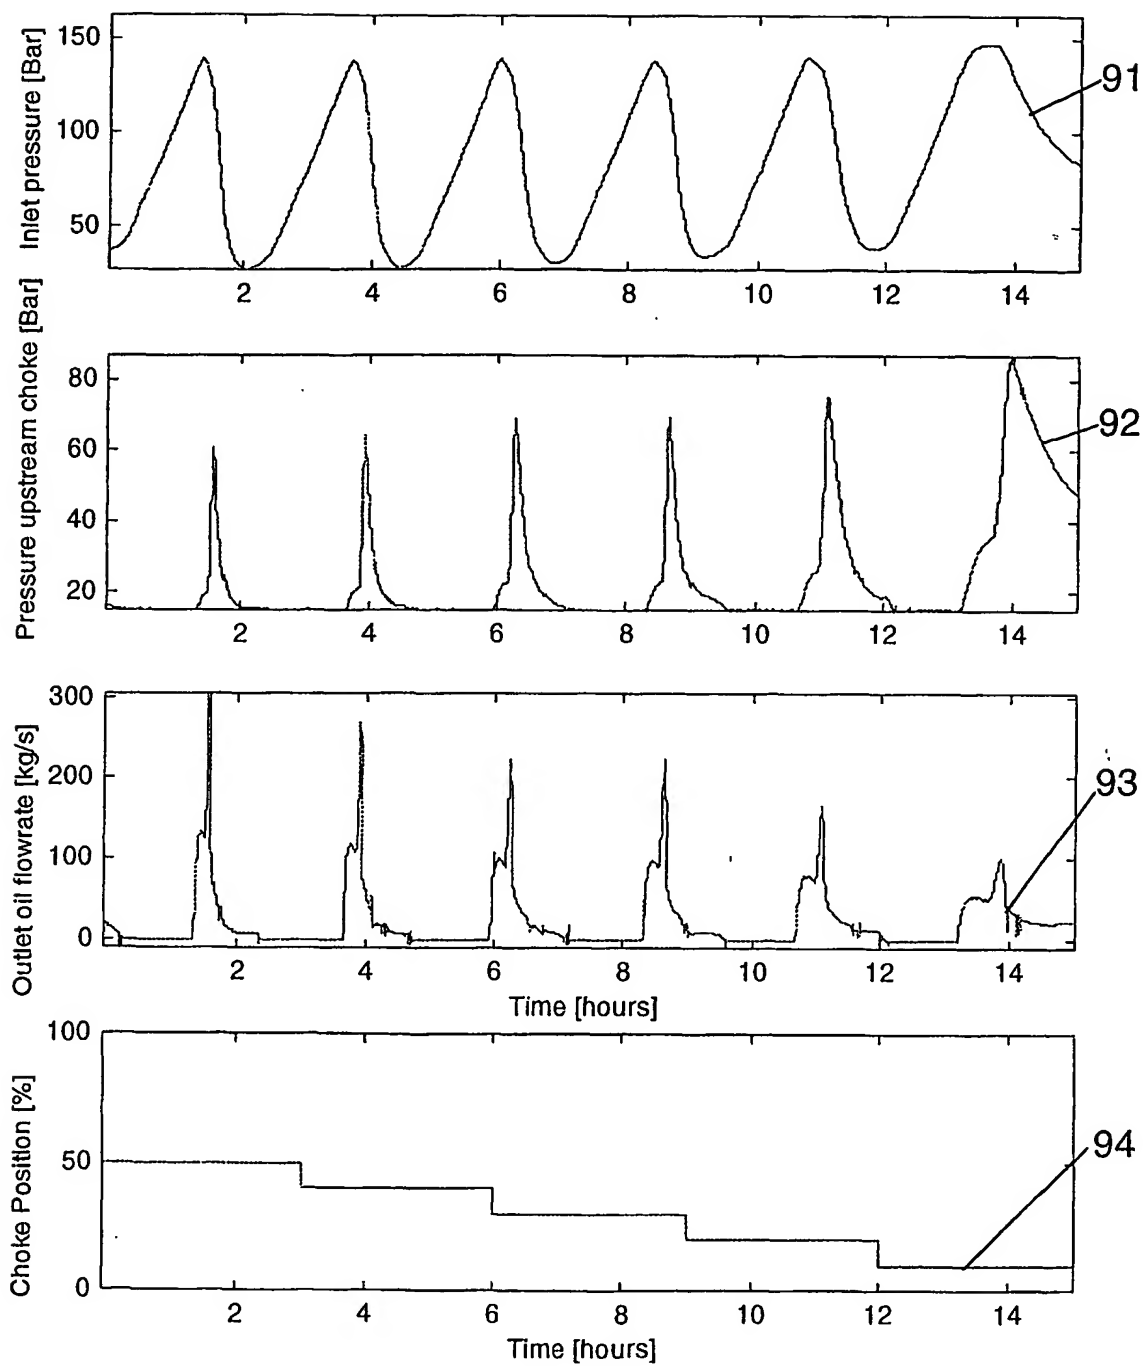 Inlet pressure [Bar]
150
100
50
2 4 6 8 10 12 14
91
Pressure upstream choke [Bar]
80
60
40
20
2 4 6 8 10 12 14
92
Outlet oil flowrate [kg/s]
300
200
100
0
2 4 6 8 10 12 14
Time [hours]
93
Choke Position [%]
100
50
0
2 4 6 8 10 12 14
Time [hours]
94